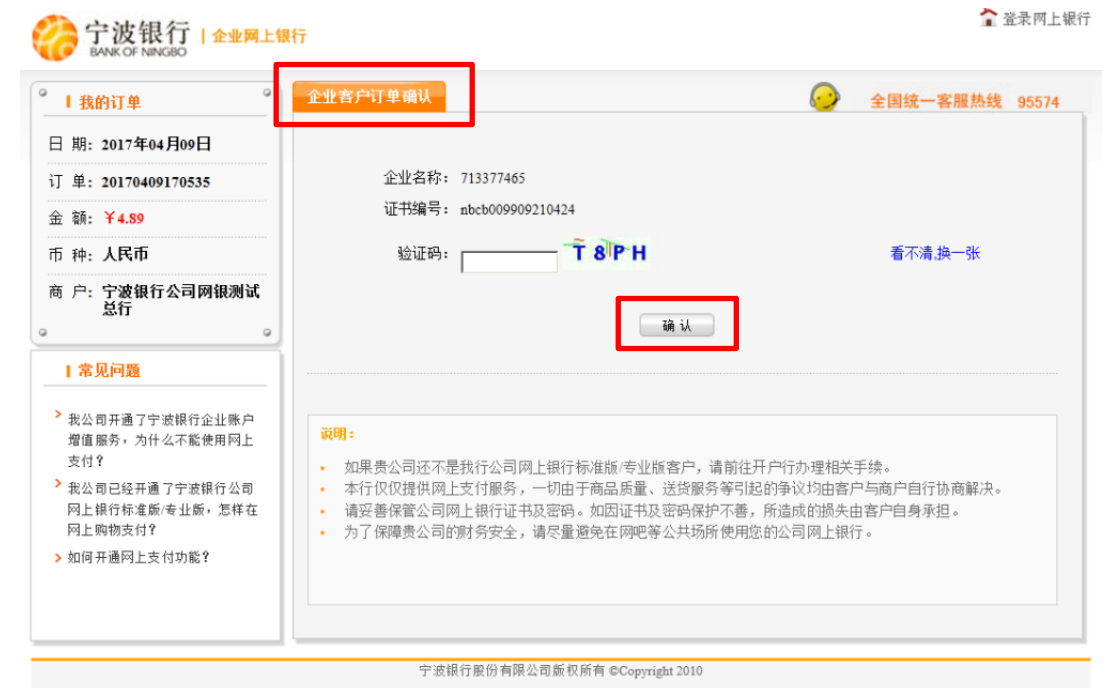 宁波银行 | 企业网上银行
BANK OF NINGBO
登录网上银行
我的订单
日 期: 2017年04月09日
订 单: 20170409170535
金 额: ￥4.89
币 种: 人民币
商 户: 宁波银行公司网银测试
总行
常见问题
我公司开通了宁波银行企业账户
增值服务，为什么不能使用网上
支付？
我公司已经开通了宁波银行公司
网上银行标准版/专业版，怎样在
网上购物支付？
如何开通网上支付功能？
企业客户订单确认
全国统一客服热线 95574
企业名称: 713377465
证书编号: nbcb009909210424
验证码:
T8PH
看不清,换一张
确 认
说明：
如果贵公司还不是我行公司网上银行标准版/专业版客户，请前往开户行办理相关手续。
本行仅仅提供网上支付服务，一切由于商品质量、送货服务等引起的争议均由客户与商户自行协商解决。
请妥善保管公司网上银行证书及密码。如因证书及密码保护不善，所造成的损失由客户自身承担。
为了保障贵公司的财务安全，请尽量避免在网吧等公共场所使用您的公司网上银行。
宁波银行股份有限公司版权所有 ©Copyright 2010